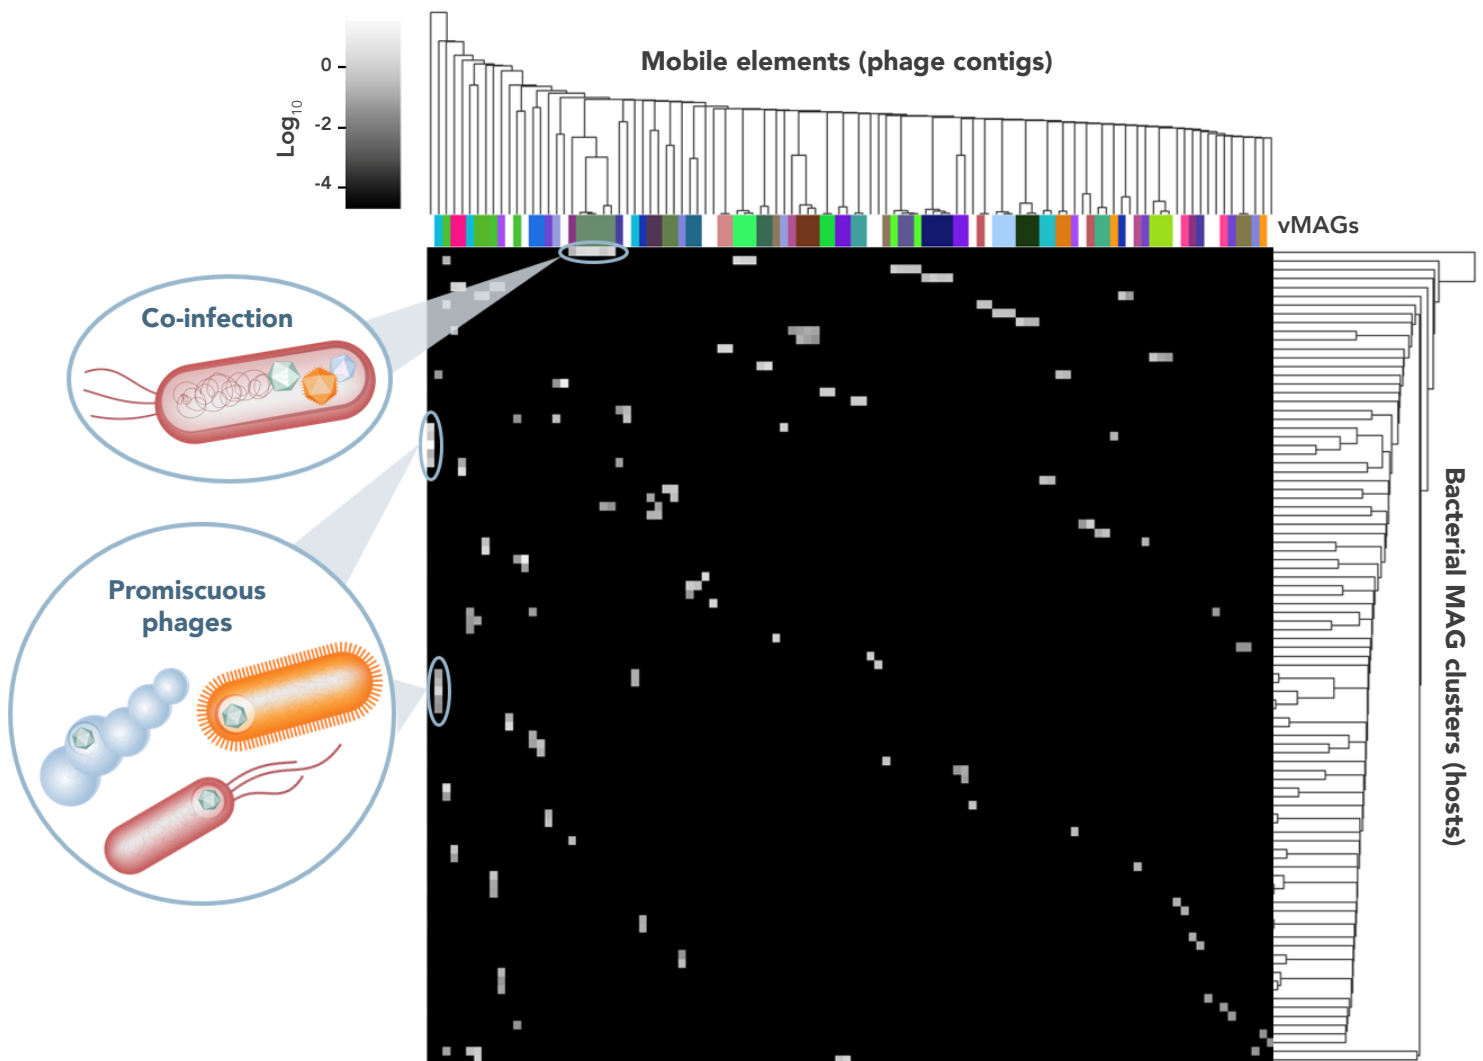 Mobile elements (phage contigs)
0
-2
-4
Log10
vMAGs
Co-infection
Promiscuous
phages
Bacterial MAG clusters (hosts)